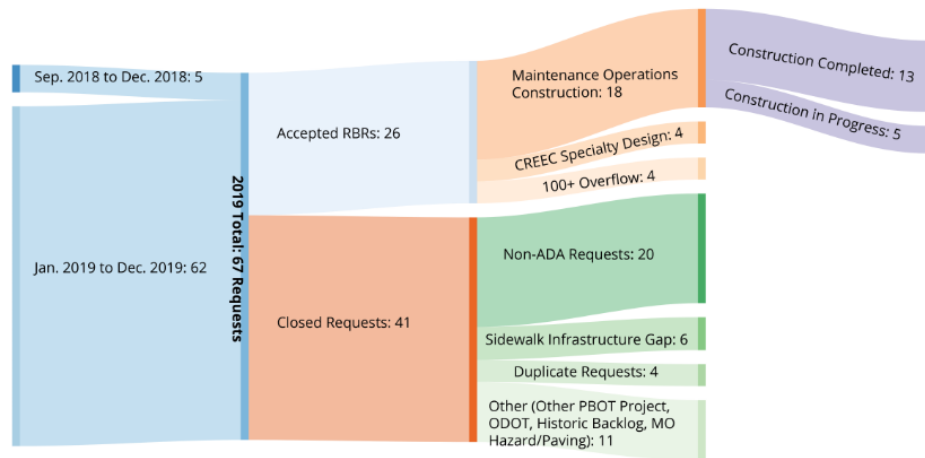 Sep. 2018 to Dec. 2018: 5
Jan. 2019 to Dec. 2019: 62
2019 Total: 67 Requests
Accepted RBRs: 26
Closed Requests: 41
Maintenance Operations
Construction: 18
CREEC Specialty Design: 4
100+ Overflow: 4
Non-ADA Requests: 20
Sidewalk Infrastructure Gap: 6
Duplicate Requests: 4
Other (Other PBOT Project,
ODOT, Historic Backlog, MO
Hazard/Paving): 11
Construction Completed: 13
Construction in Progress: 5